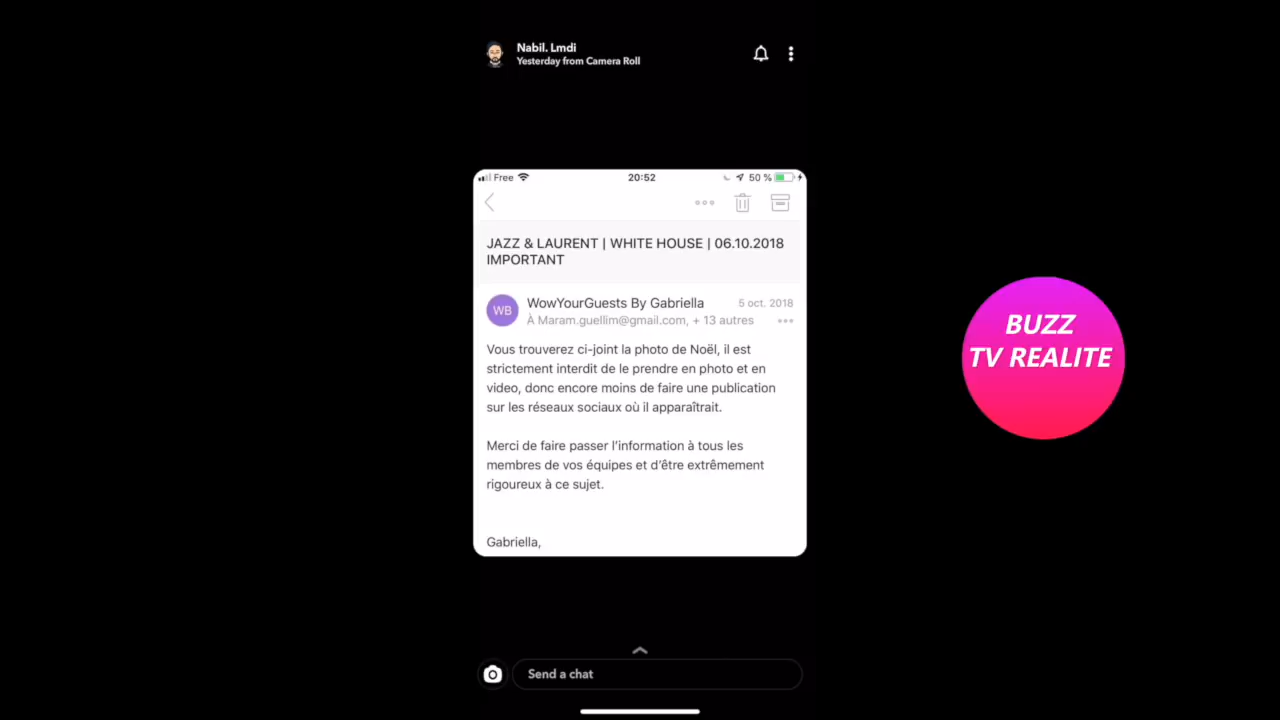 Nabil. Lmdi
Yesterday from Camera Roll
Free
20:52
50 %
JAZZ & LAURENT | WHITE HOUSE | 06.10.2018
IMPORTANT
WB
WowYourGuests By Gabriella
5 oct. 2018
À Maram.guellim@gmail.com, + 13 autres
Vous trouverez ci-joint la photo de Noël, il est
strictement interdit de le prendre en photo et en
video, donc encore moins de faire une publication
sur les réseaux sociaux où il apparaîtrait.
Merci de faire passer l'information à tous les
membres de vos équipes et d'être extrêmement
rigoureux à ce sujet.
Gabriella,
Send a chat
BUZZ
TV REALITE